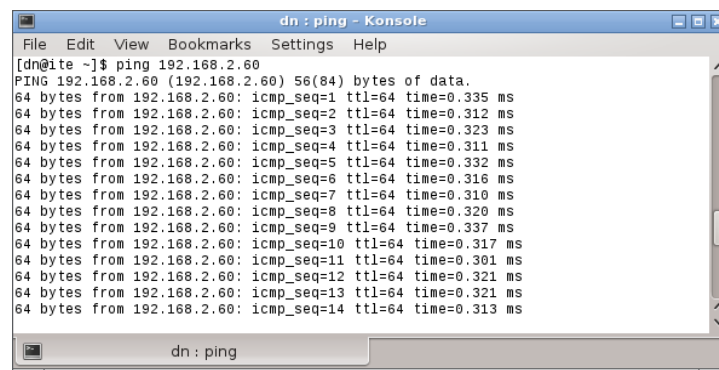 dn : ping - Konsole
File Edit View Bookmarks Settings Help
[dn@ite ~]$ ping 192.168.2.60
PING 192.168.2.60 (192.168.2.60) 56(84) bytes of data.
64 bytes from 192.168.2.60: icmp_seq=1 ttl=64 time=0.335 ms
64 bytes from 192.168.2.60: icmp_seq=2 ttl=64 time=0.312 ms
64 bytes from 192.168.2.60: icmp_seq=3 ttl=64 time=0.323 ms
64 bytes from 192.168.2.60: icmp_seq=4 ttl=64 time=0.311 ms
64 bytes from 192.168.2.60: icmp_seq=5 ttl=64 time=0.332 ms
64 bytes from 192.168.2.60: icmp_seq=6 ttl=64 time=0.316 ms
64 bytes from 192.168.2.60: icmp_seq=7 ttl=64 time=0.310 ms
64 bytes from 192.168.2.60: icmp_seq=8 ttl=64 time=0.320 ms
64 bytes from 192.168.2.60: icmp_seq=9 ttl=64 time=0.337 ms
64 bytes from 192.168.2.60: icmp_seq=10 ttl=64 time=0.317 ms
64 bytes from 192.168.2.60: icmp_seq=11 ttl=64 time=0.301 ms
64 bytes from 192.168.2.60: icmp_seq=12 ttl=64 time=0.321 ms
64 bytes from 192.168.2.60: icmp_seq=13 ttl=64 time=0.321 ms
64 bytes from 192.168.2.60: icmp_seq=14 ttl=64 time=0.313 ms
dn : ping